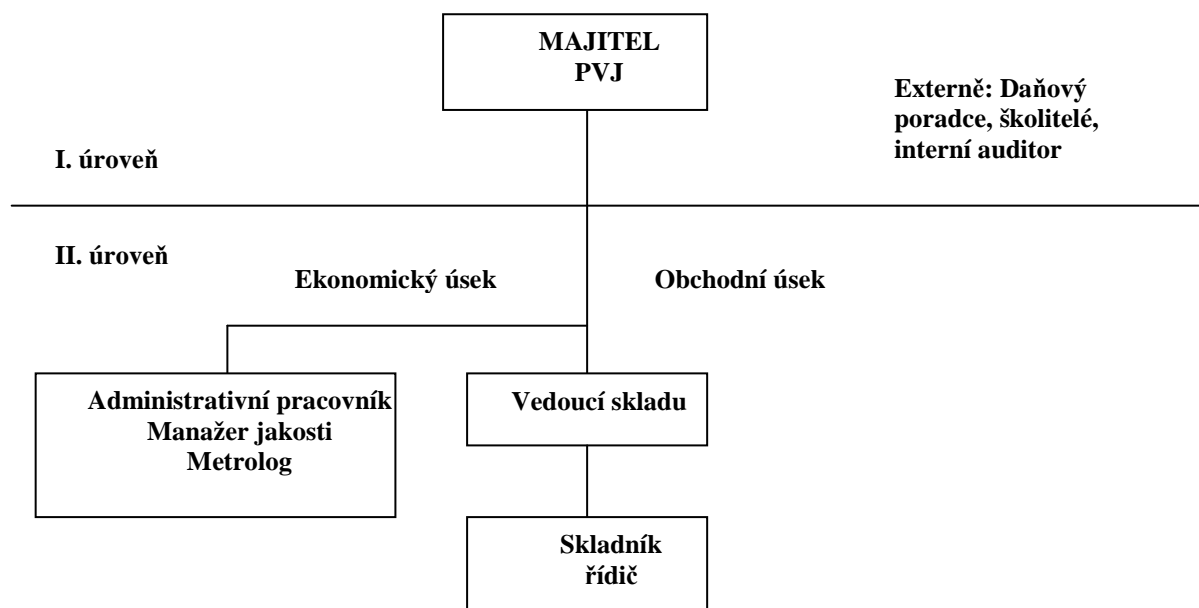 MAJITEL
PVJ
Externě: Daňový
poradce, školitelé,
interní auditor
I. úroveň
II. úroveň
Ekonomický úsek
Obchodní úsek
Administrativní pracovník
Manažer jakosti
Metrolog
Vedoucí skladu
Skladník
řídič